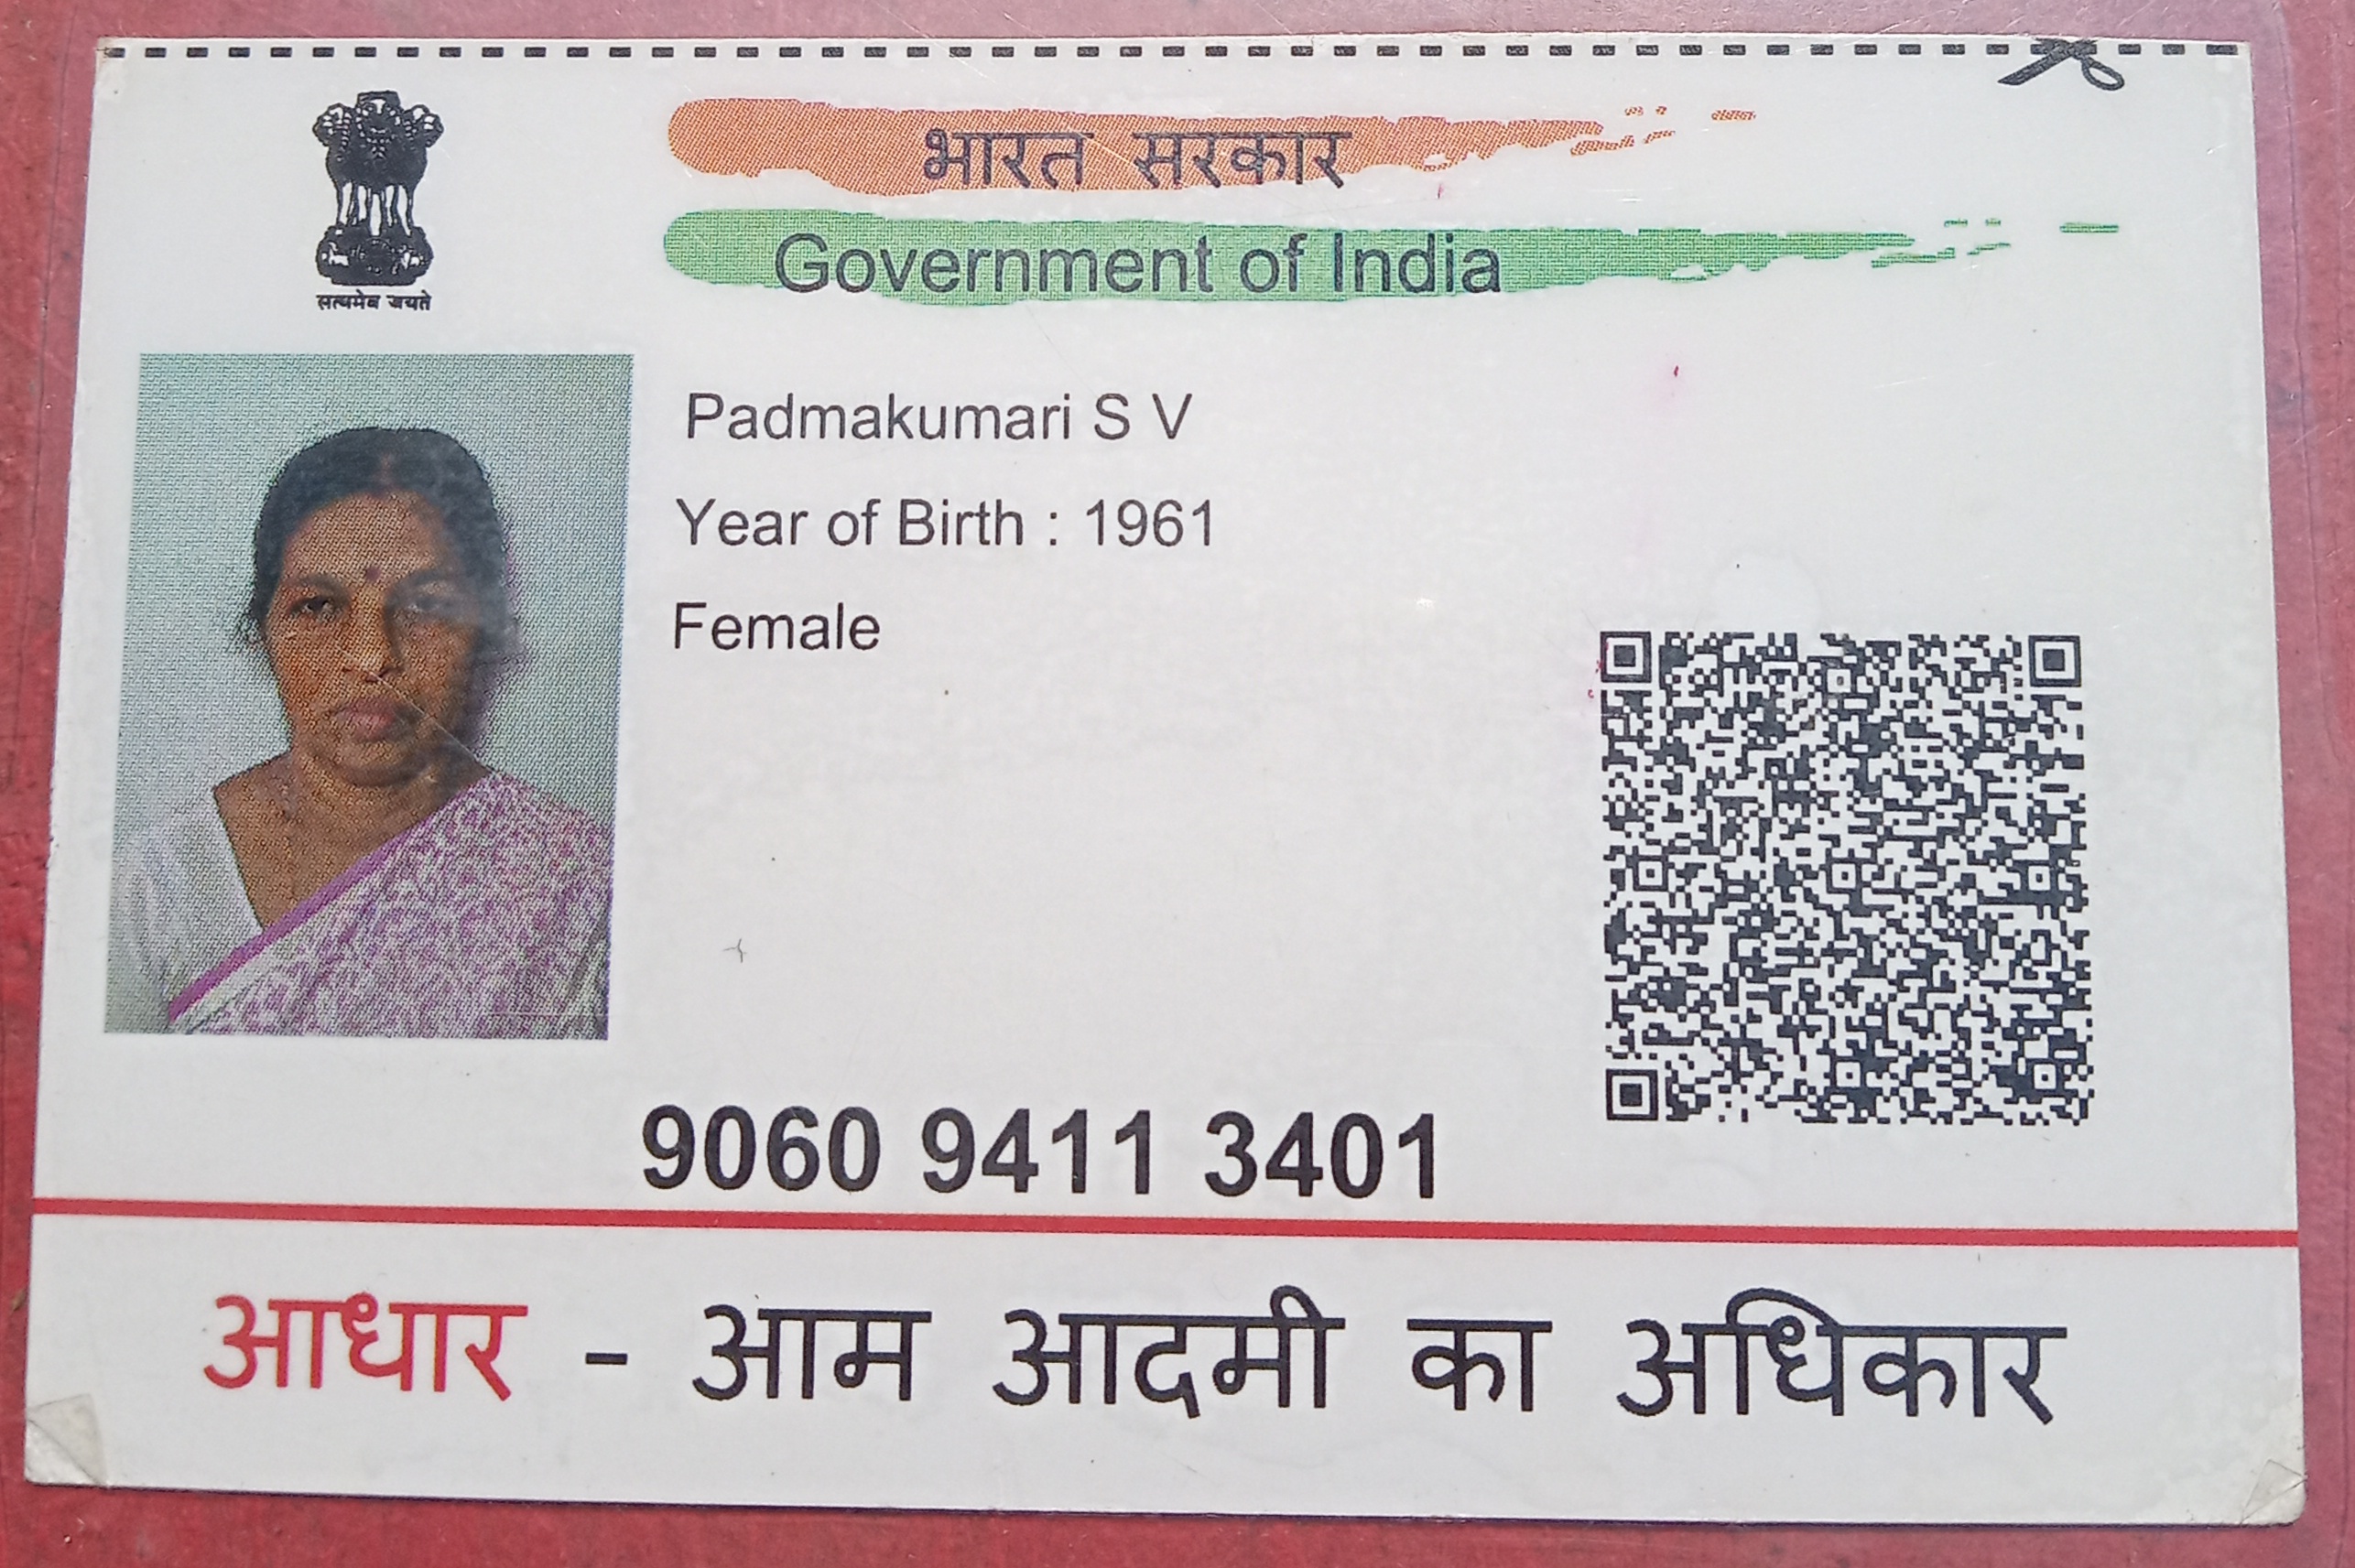 भारत सरकार
Government of India
सत्यमेव जयते
Padmakumari S V
Year of Birth : 1961
Female
9060 9411 3401
आधार - आम आदमी का अधिकार